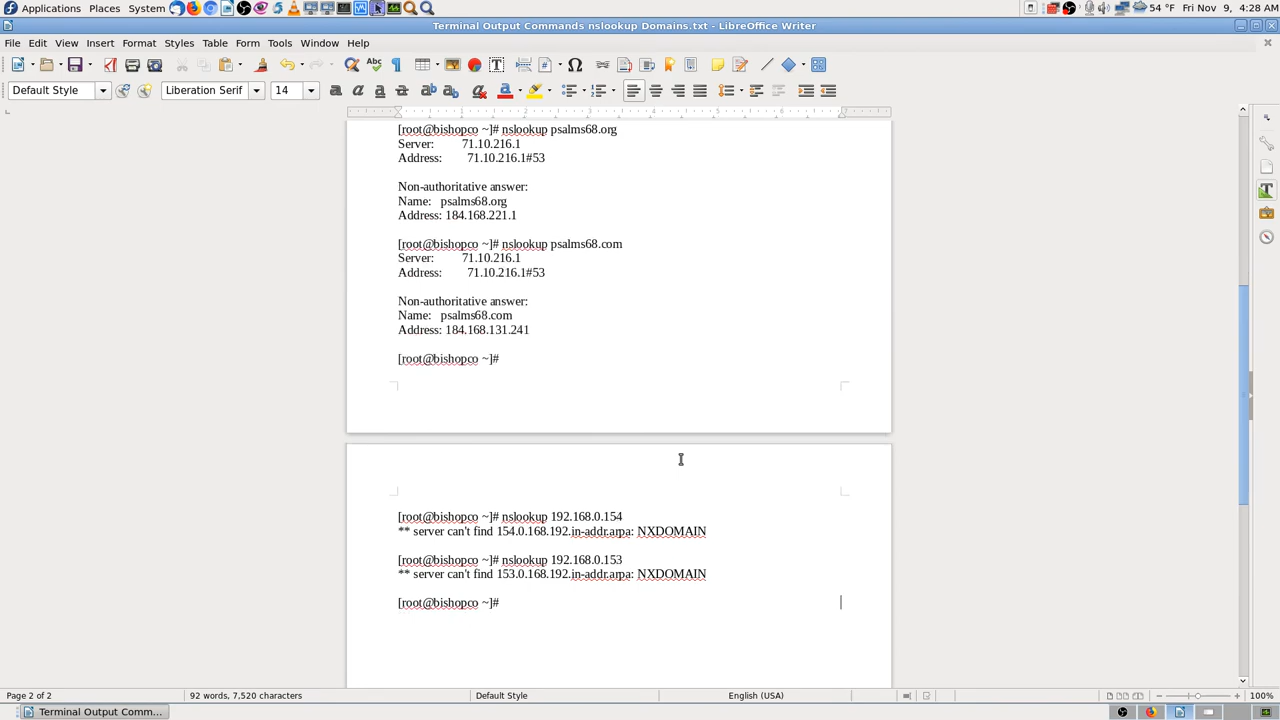 Applications Places System
54 °F Fri Nov 9, 4:28 AM
Terminal Output Commands nslookup Domains.txt - LibreOffice Writer
File Edit View Insert Format Styles Table Form Tools Window Help
Default Style Liberation Serif 14
[root@bishopco ~]# nslookup psalms68.org
Server: 71.10.216.1
Address: 71.10.216.1#53
Non-authoritative answer:
Name: psalms68.org
Address: 184.168.221.1
[root@bishopco ~]# nslookup psalms68.com
Server: 71.10.216.1
Address: 71.10.216.1#53
Non-authoritative answer:
Name: psalms68.com
Address: 184.168.131.241
[root@bishopco ~]#
[root@bishopco ~]# nslookup 192.168.0.154
** server can't find 154.0.168.192.in-addr.arpa: NXDOMAIN
[root@bishopco ~]# nslookup 192.168.0.153
** server can't find 153.0.168.192.in-addr.arpa: NXDOMAIN
[root@bishopco ~]#
Page 2 of 2 92 words, 7,520 characters Default Style English (USA) 100%
Terminal Output Comm...